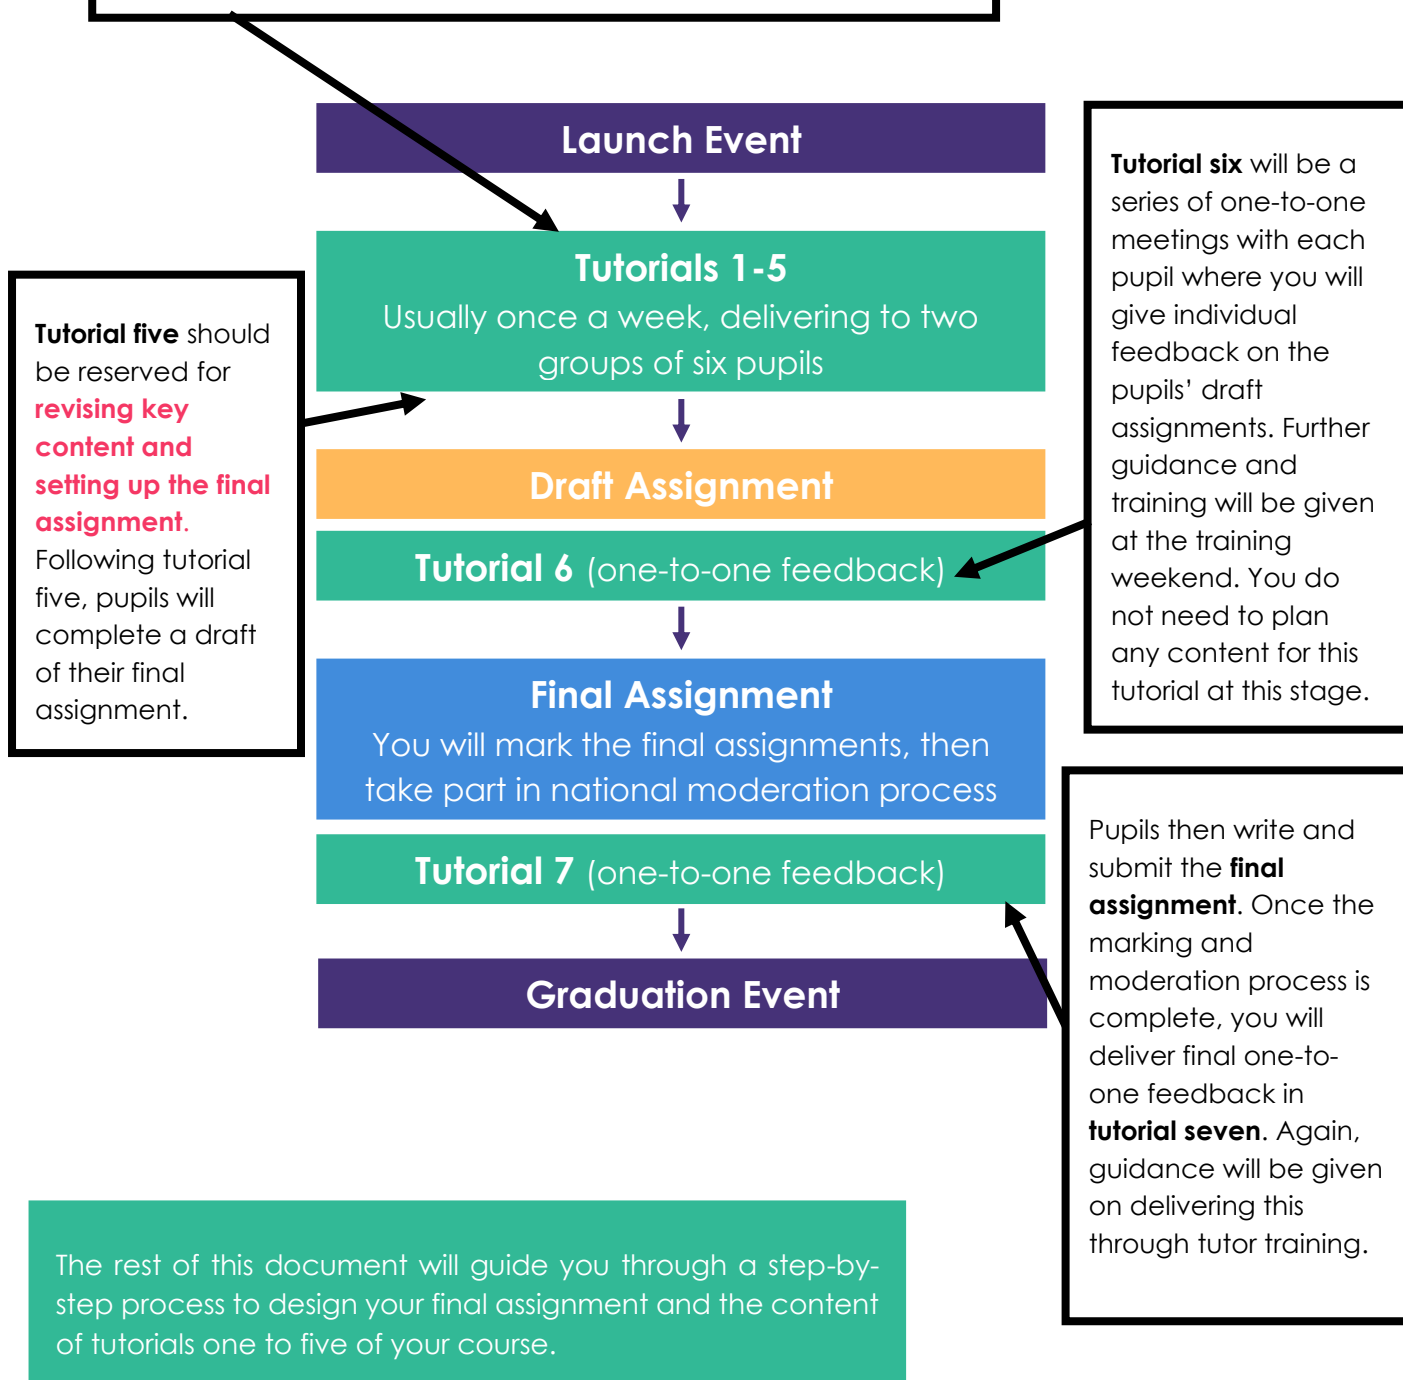 Launch Event
Tutorials 1-5
Usually once a week, delivering to two
groups of six pupils
Tutorial five should
be reserved for
revising key
content and
setting up the final
assignment.
Following tutorial
five, pupils will
complete a draft
of their final
assignment.
Draft Assignment
Tutorial 6 (one-to-one feedback)
Tutorial six will be a
series of one-to-one
meetings with each
pupil where you will
give individual
feedback on the
pupils’ draft
assignments. Further
guidance and
training will be given
at the training
weekend. You do
not need to plan
any content for this
tutorial at this stage.
Final Assignment
You will mark the final assignments, then
take part in national moderation process
Tutorial 7 (one-to-one feedback)
Pupils then write and
submit the final
assignment. Once the
marking and
moderation process is
complete, you will
deliver final one-to-
one feedback in
tutorial seven. Again,
guidance will be given
on delivering this
through tutor training.
Graduation Event
The rest of this document will guide you through a step-by-
step process to design your final assignment and the content
of tutorials one to five of your course.